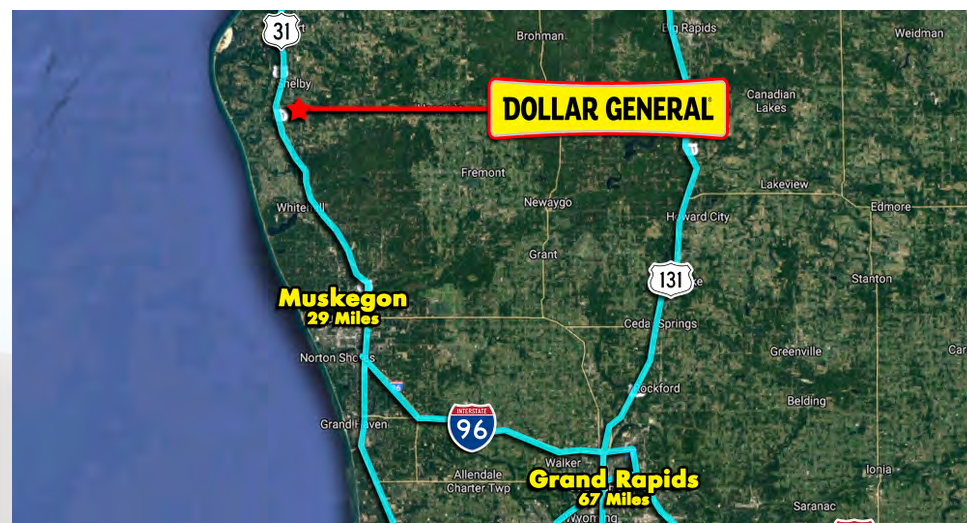 31
Brohman
Big Rapids
Weidman
Shelby
DOLLAR GENERAL
Canadian
Lakes
Fremont
Lakeview
Newaygo
Edmore
Howard City
Grant
131
Stanton
Muskegon
29 Miles
Cedar Springs
Norton Shores
Greenville
Car
Rockford
Belding
INTERSTATE
96
Grand Haven
Walker
Allendale
Charter Twp
Grand Rapids
67 Miles
Ionia
Saranac
Wyoming